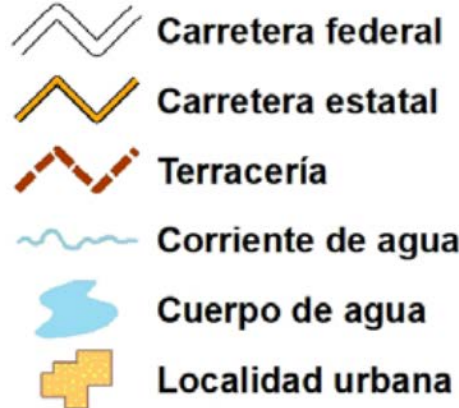 Carretera federal
Carretera estatal
Terracería
Corriente de agua
Cuerpo de agua
Localidad urbana